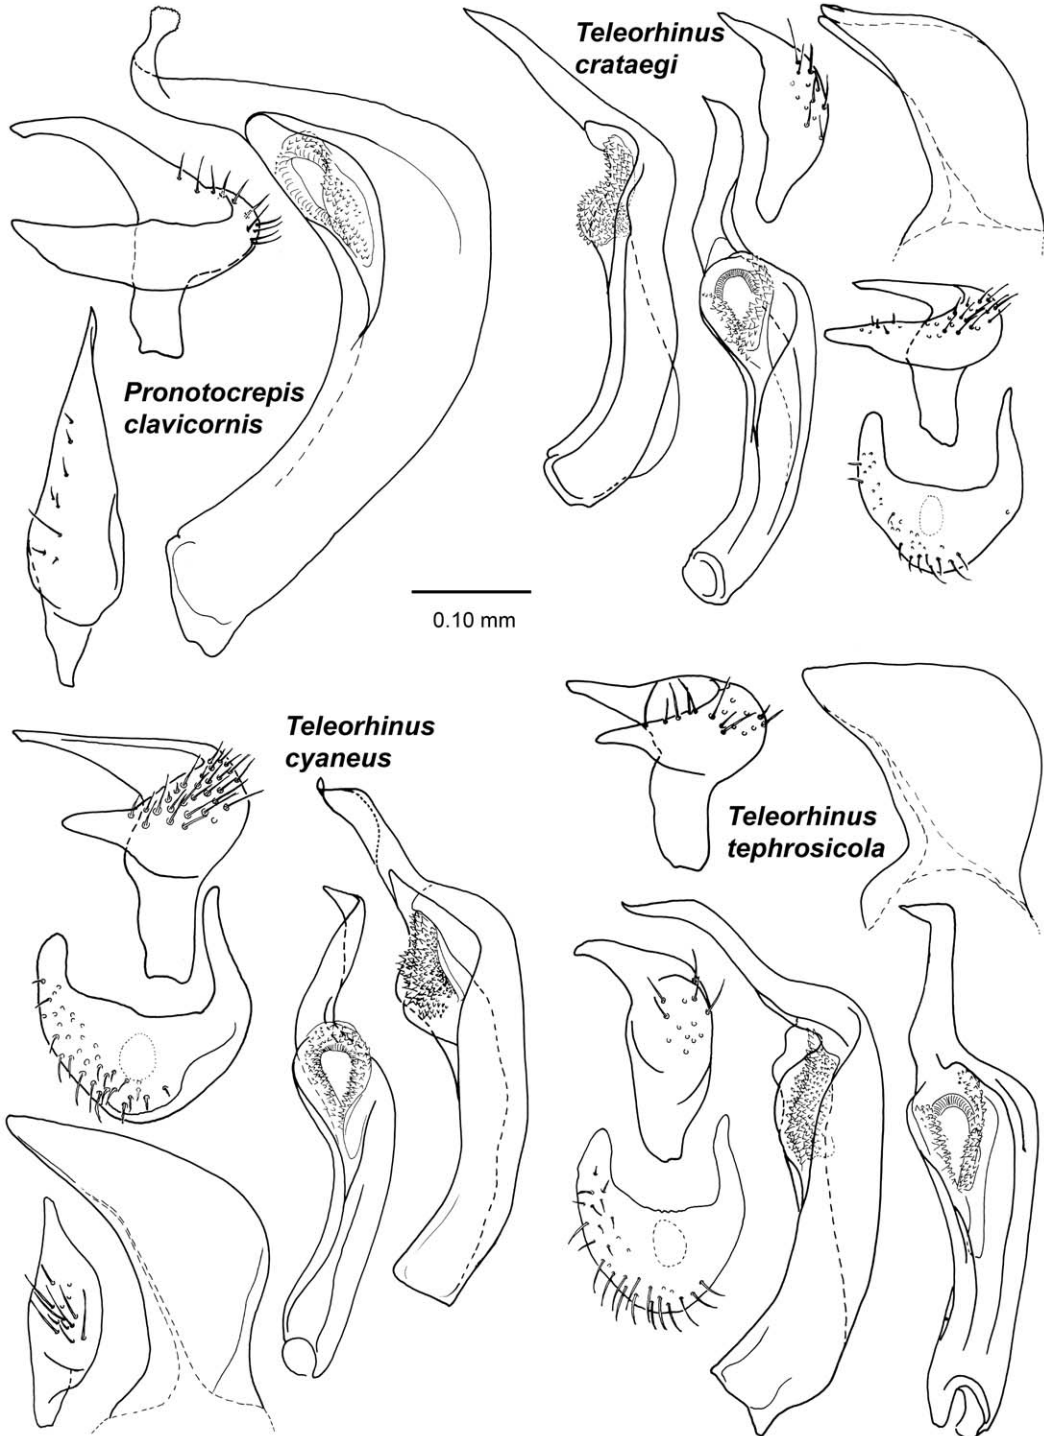 Teleorhinus
crataegi
Pronotocrepis
clavicornis
0.10 mm
Teleorhinus
cyaneus
Teleorhinus
tephrosicola